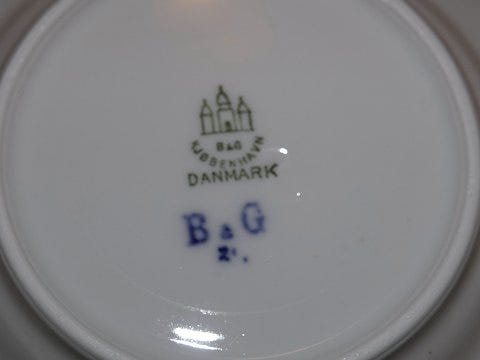 B&G
KJØBENHAVN
DANMARK
B & G